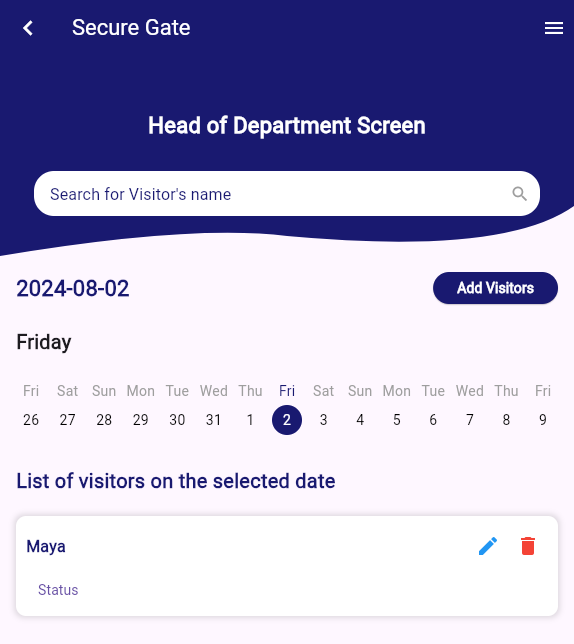 Secure Gate
Head of Department Screen
Search for Visitor's name
2024-08-02
Add Visitors
Friday
Fri Sat Sun Mon Tue Wed Thu Fri Sat Sun Mon Tue Wed Thu Fri
26 27 28 29 30 31 1 2 3 4 5 6 7 8 9
List of visitors on the selected date
Maya
Status